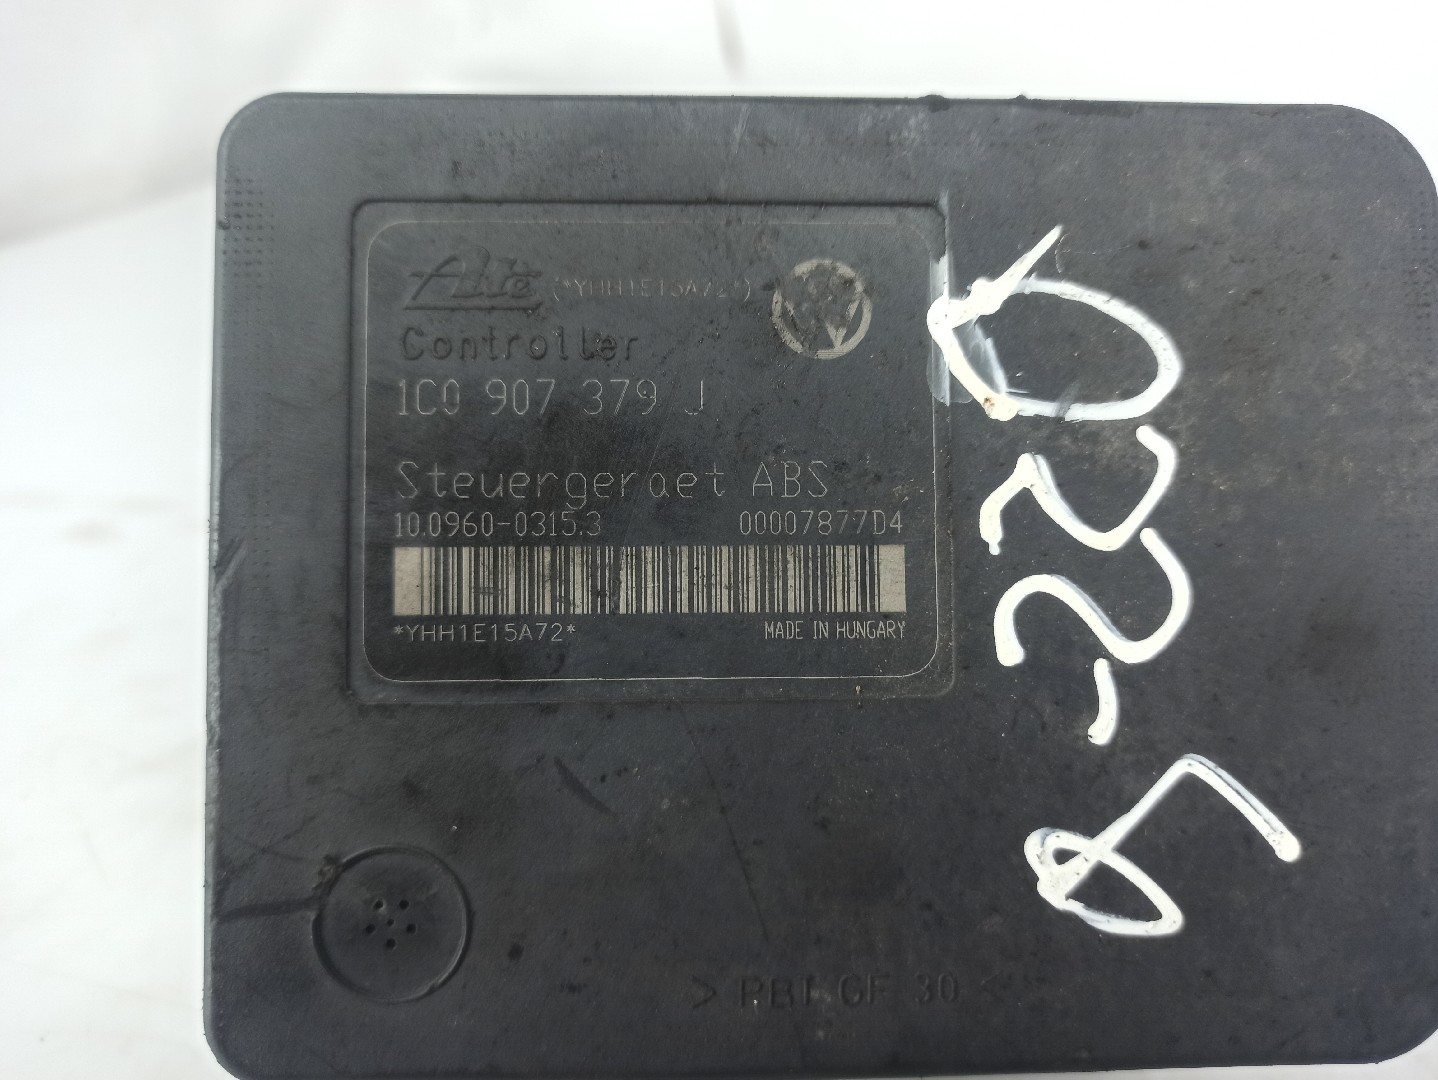 Ate (*YHH1E15A72*)
Controller
1C0 907 379 J
Steuergeraet ABS
10.0960-0315.3 00007877D4
*YHH1E15A72*
MADE IN HUNGARY
> PBT GF 30 <